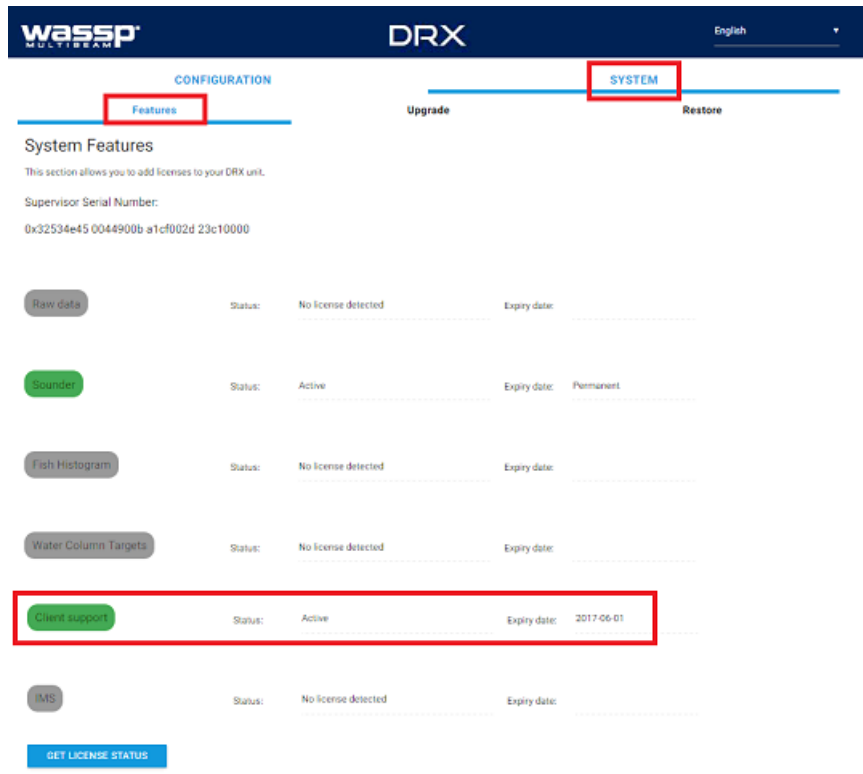 wassp MULTIBEAM DRX English
CONFIGURATION SYSTEM
Features Upgrade Restore
System Features
This section allows you to add licenses to your DRX unit.
Supervisor Serial Number:
0x32534e45 0044900b a1cf002d 23c10000
Raw data Status: No license detected Expiry date:
Sounder Status: Active Expiry date: Permanent
Fish Histogram Status: No license detected Expiry date:
Water Column Targets Status: No license detected Expiry date:
Client support Status: Active Expiry date: 2017-06-01
IMS Status: No license detected Expiry date:
GET LICENSE STATUS